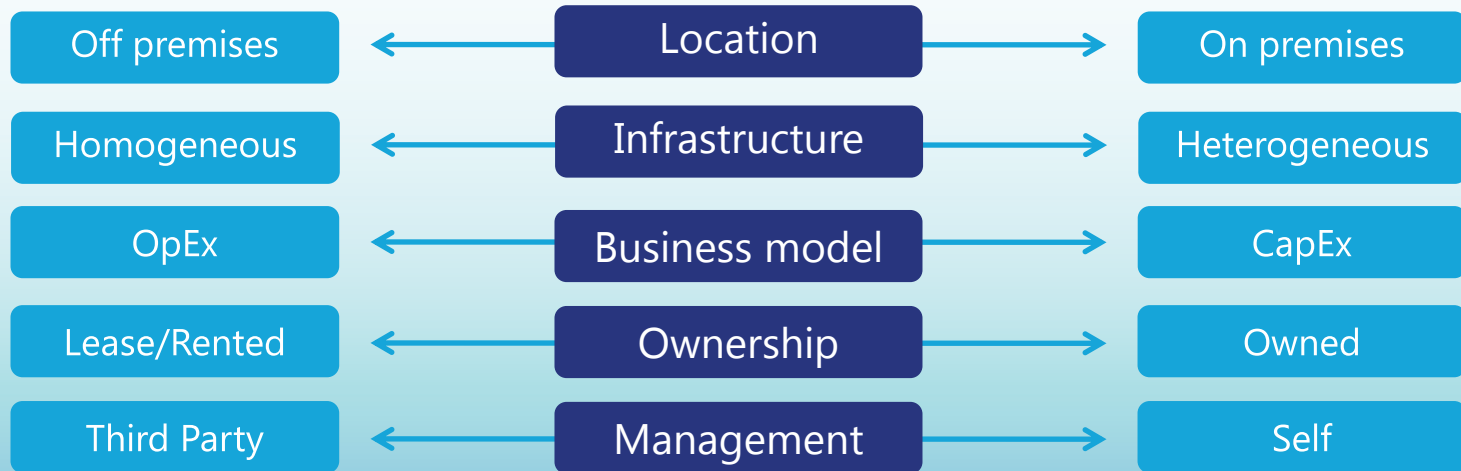 Off premises
Location
On premises
Homogeneous
Infrastructure
Heterogeneous
OpEx
Business model
CapEx
Lease/Rented
Ownership
Owned
Third Party
Management
Self